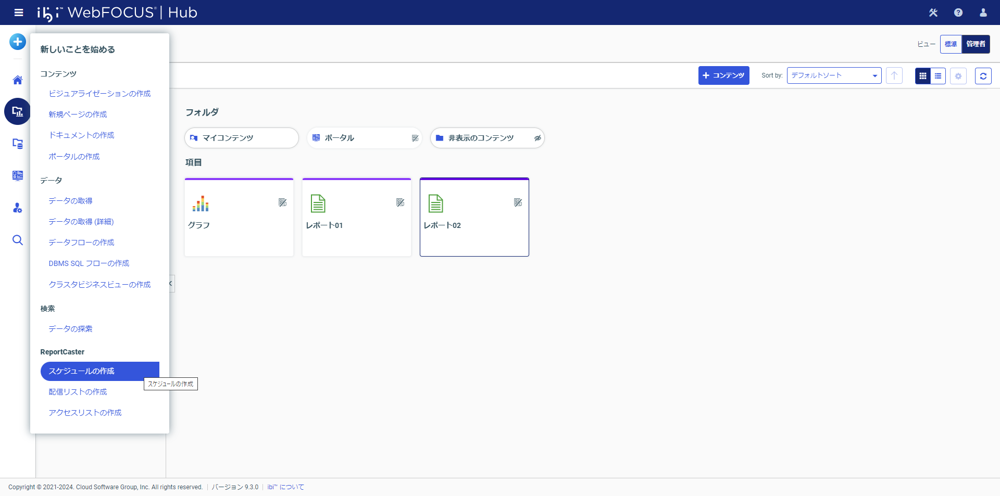 ibi™ WebFOCUS® | Hub
新しいことを始める
コンテンツ
ビジュアライゼーションの作成
新規ページの作成
ドキュメントの作成
ポータルの作成
データ
データの取得
データの取得 (詳細)
データフローの作成
DBMS SQL フローの作成
クラスタビジネスビューの作成
検索
データの探索
ReportCaster
スケジュールの作成
スケジュールの作成
配信リストの作成
アクセスリストの作成
ビュー 標準 管理者
+ コンテンツ Sort by: デフォルトソート
フォルダ
マイコンテンツ ポータル 非表示のコンテンツ
項目
グラフ レポート01 レポート02
Copyright © 2021-2024. Cloud Software Group, Inc. All rights reserved. | バージョン 9.3.0 | ibi™ について